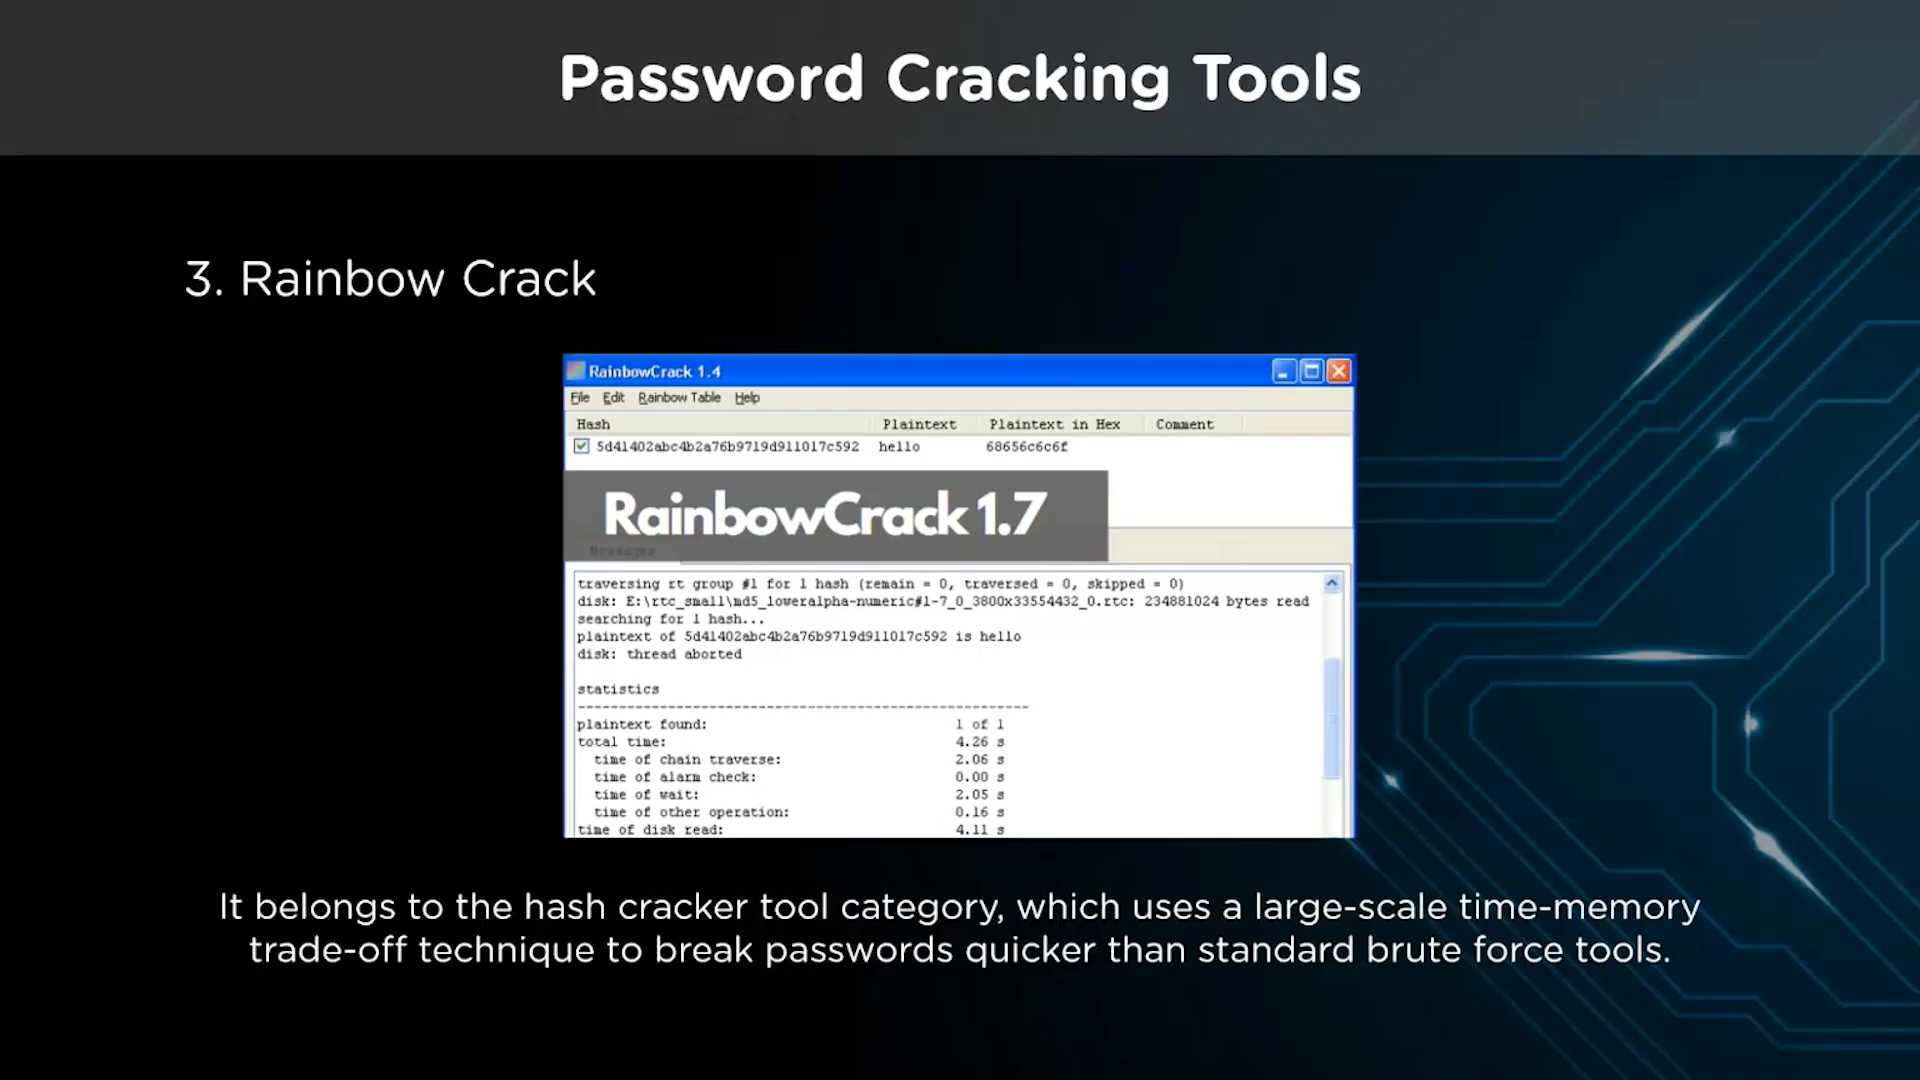 Password Cracking Tools
3. Rainbow Crack
RainbowCrack 1.4
File Edit Rainbow Table Help
Hash Plaintext Plaintext in Hex Comment
5d41402abc4b2a76b9719d911017c592 hello 68656c6c6f
RainbowCrack 1.7
Messages
traversing rt group #1 for 1 hash (remain = 0, traversed = 0, skipped = 0)
disk: E:\rtc_small\md5_loweralpha-numeric#1-7_0_3800x33554432_0.rtc: 234881024 bytes read
searching for 1 hash...
plaintext of 5d41402abc4b2a76b9719d911017c592 is hello
disk: thread aborted
statistics
-------------------------------------------------------
plaintext found: 1 of 1
total time: 4.26 s
time of chain traverse: 2.06 s
time of alarm check: 0.00 s
time of wait: 2.05 s
time of other operation: 0.16 s
time of disk read: 4.11 s
It belongs to the hash cracker tool category, which uses a large-scale time-memory
trade-off technique to break passwords quicker than standard brute force tools.